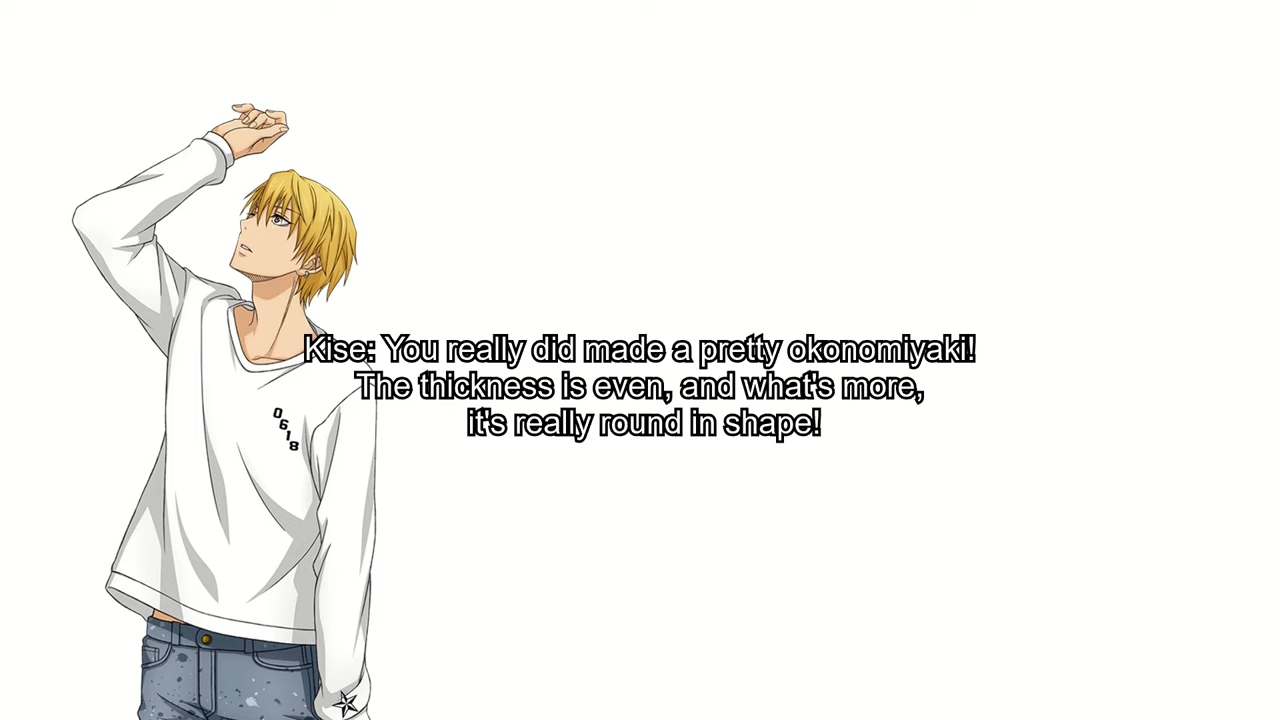 Kise: You really did made a pretty okonomiyaki!
The thickness is even, and what's more,
it's really round in shape!
0618